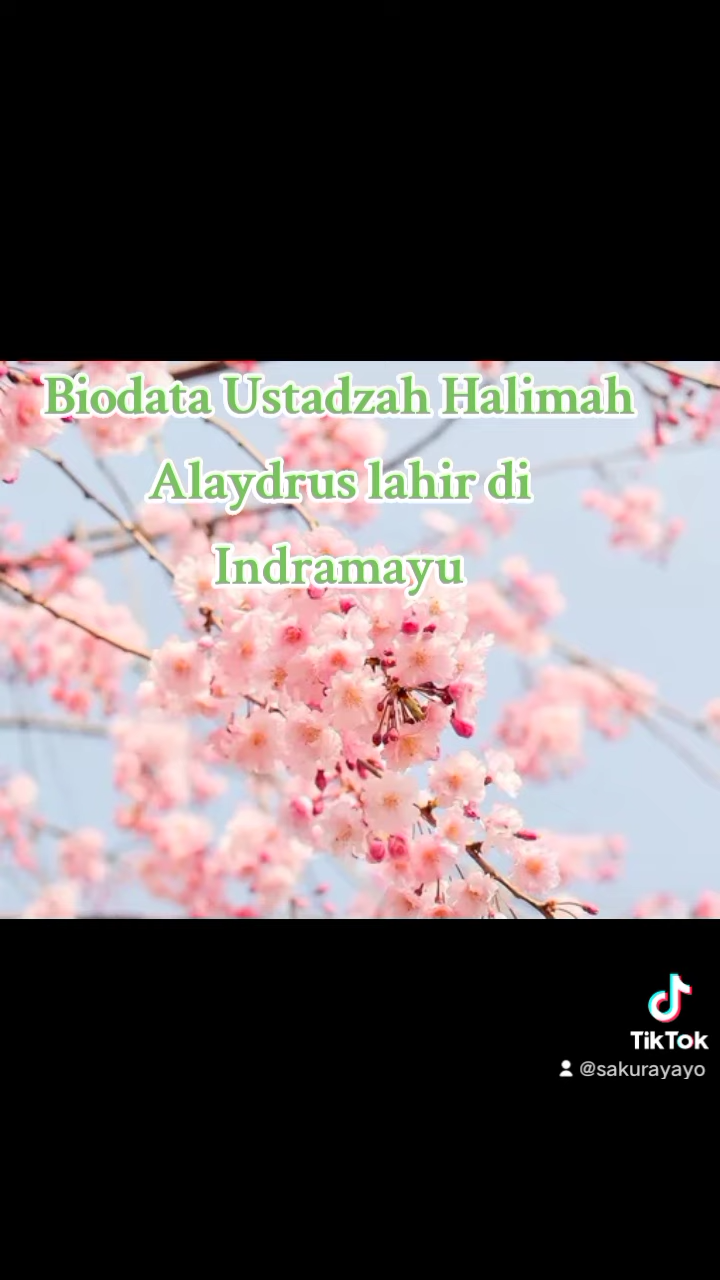 Biodata Ustadzah Halimah
Alaydrus lahir di
Indramayu
TikTok
@sakurayayo